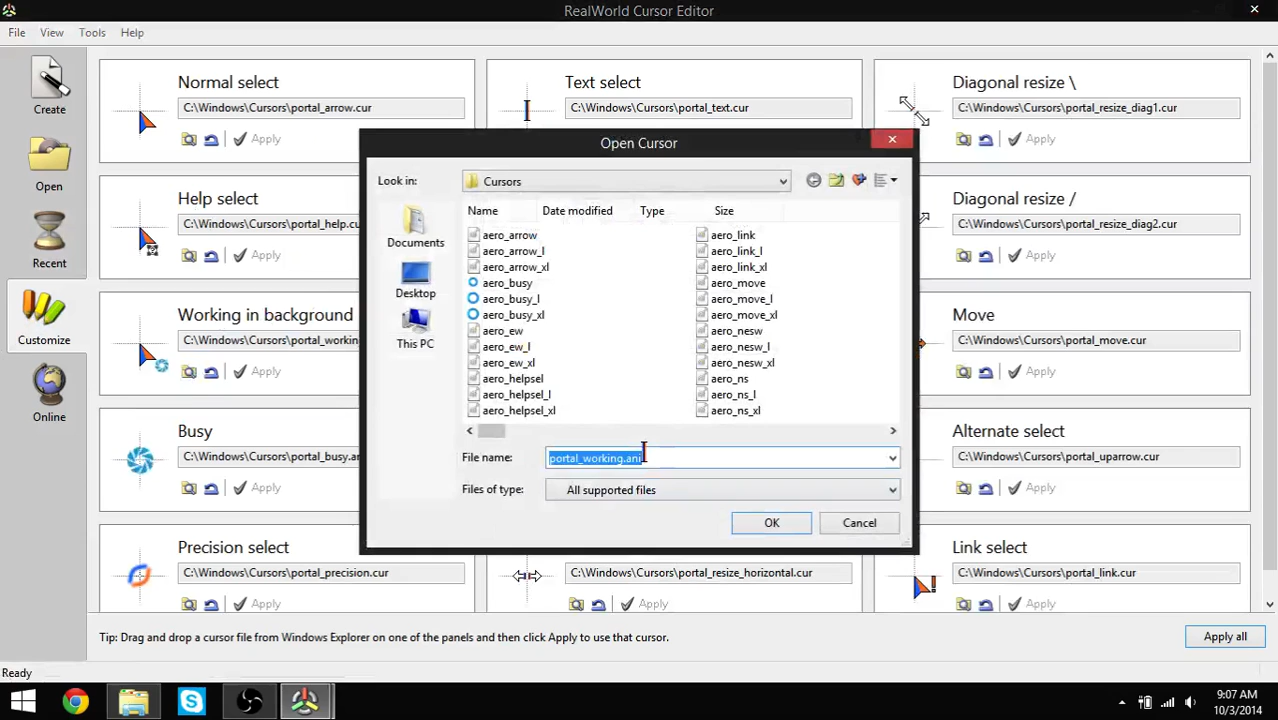 RealWorld Cursor Editor
File View Tools Help
Create
Open
Recent
Customize
Online
Normal select
C:\Windows\Cursors\portal_arrow.cur
Apply
Text select
C:\Windows\Cursors\portal_text.cur
Diagonal resize \
C:\Windows\Cursors\portal_resize_diag1.cur
Apply
Help select
C:\Windows\Cursors\portal_help.cu
Apply
Diagonal resize /
C:\Windows\Cursors\portal_resize_diag2.cur
Apply
Working in background
C:\Windows\Cursors\portal_working
Apply
Move
C:\Windows\Cursors\portal_move.cur
Apply
Busy
C:\Windows\Cursors\portal_busy.an
Apply
Alternate select
C:\Windows\Cursors\portal_uparrow.cur
Apply
Precision select
C:\Windows\Cursors\portal_precision.cur
Apply
C:\Windows\Cursors\portal_resize_horizontal.cur
Apply
Link select
C:\Windows\Cursors\portal_link.cur
Apply
Open Cursor
Look in: Cursors
Documents
Desktop
This PC
Name Date modified Type Size
aero_arrow
aero_arrow_l
aero_arrow_xl
aero_busy
aero_busy_l
aero_busy_xl
aero_ew
aero_ew_l
aero_ew_xl
aero_helpsel
aero_helpsel_l
aero_helpsel_xl
aero_link
aero_link_l
aero_link_xl
aero_move
aero_move_l
aero_move_xl
aero_nesw
aero_nesw_l
aero_nesw_xl
aero_ns
aero_ns_l
aero_ns_xl
File name: portal_working.ani
Files of type: All supported files
OK Cancel
Tip: Drag and drop a cursor file from Windows Explorer on one of the panels and then click Apply to use that cursor.
Apply all
Ready
9:07 AM
10/3/2014